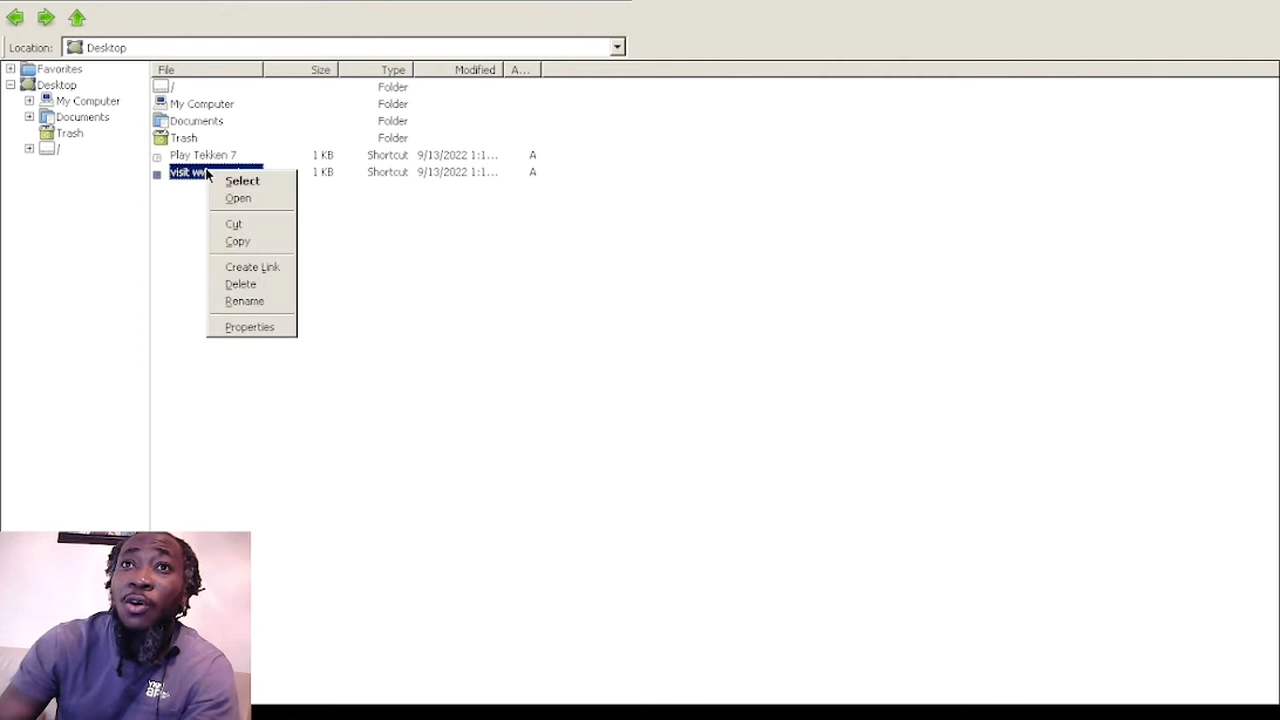 Location: Desktop
File Size Type Modified A...
Favorites
Desktop
My Computer
Documents
Trash
/
/ Folder
My Computer Folder
Documents Folder
Trash Folder
Play Tekken 7 1 KB Shortcut 9/13/2022 1:1... A
visit 1 KB Shortcut 9/13/2022 1:1... A
Select
Open
Cut
Copy
Create Link
Delete
Rename
Properties